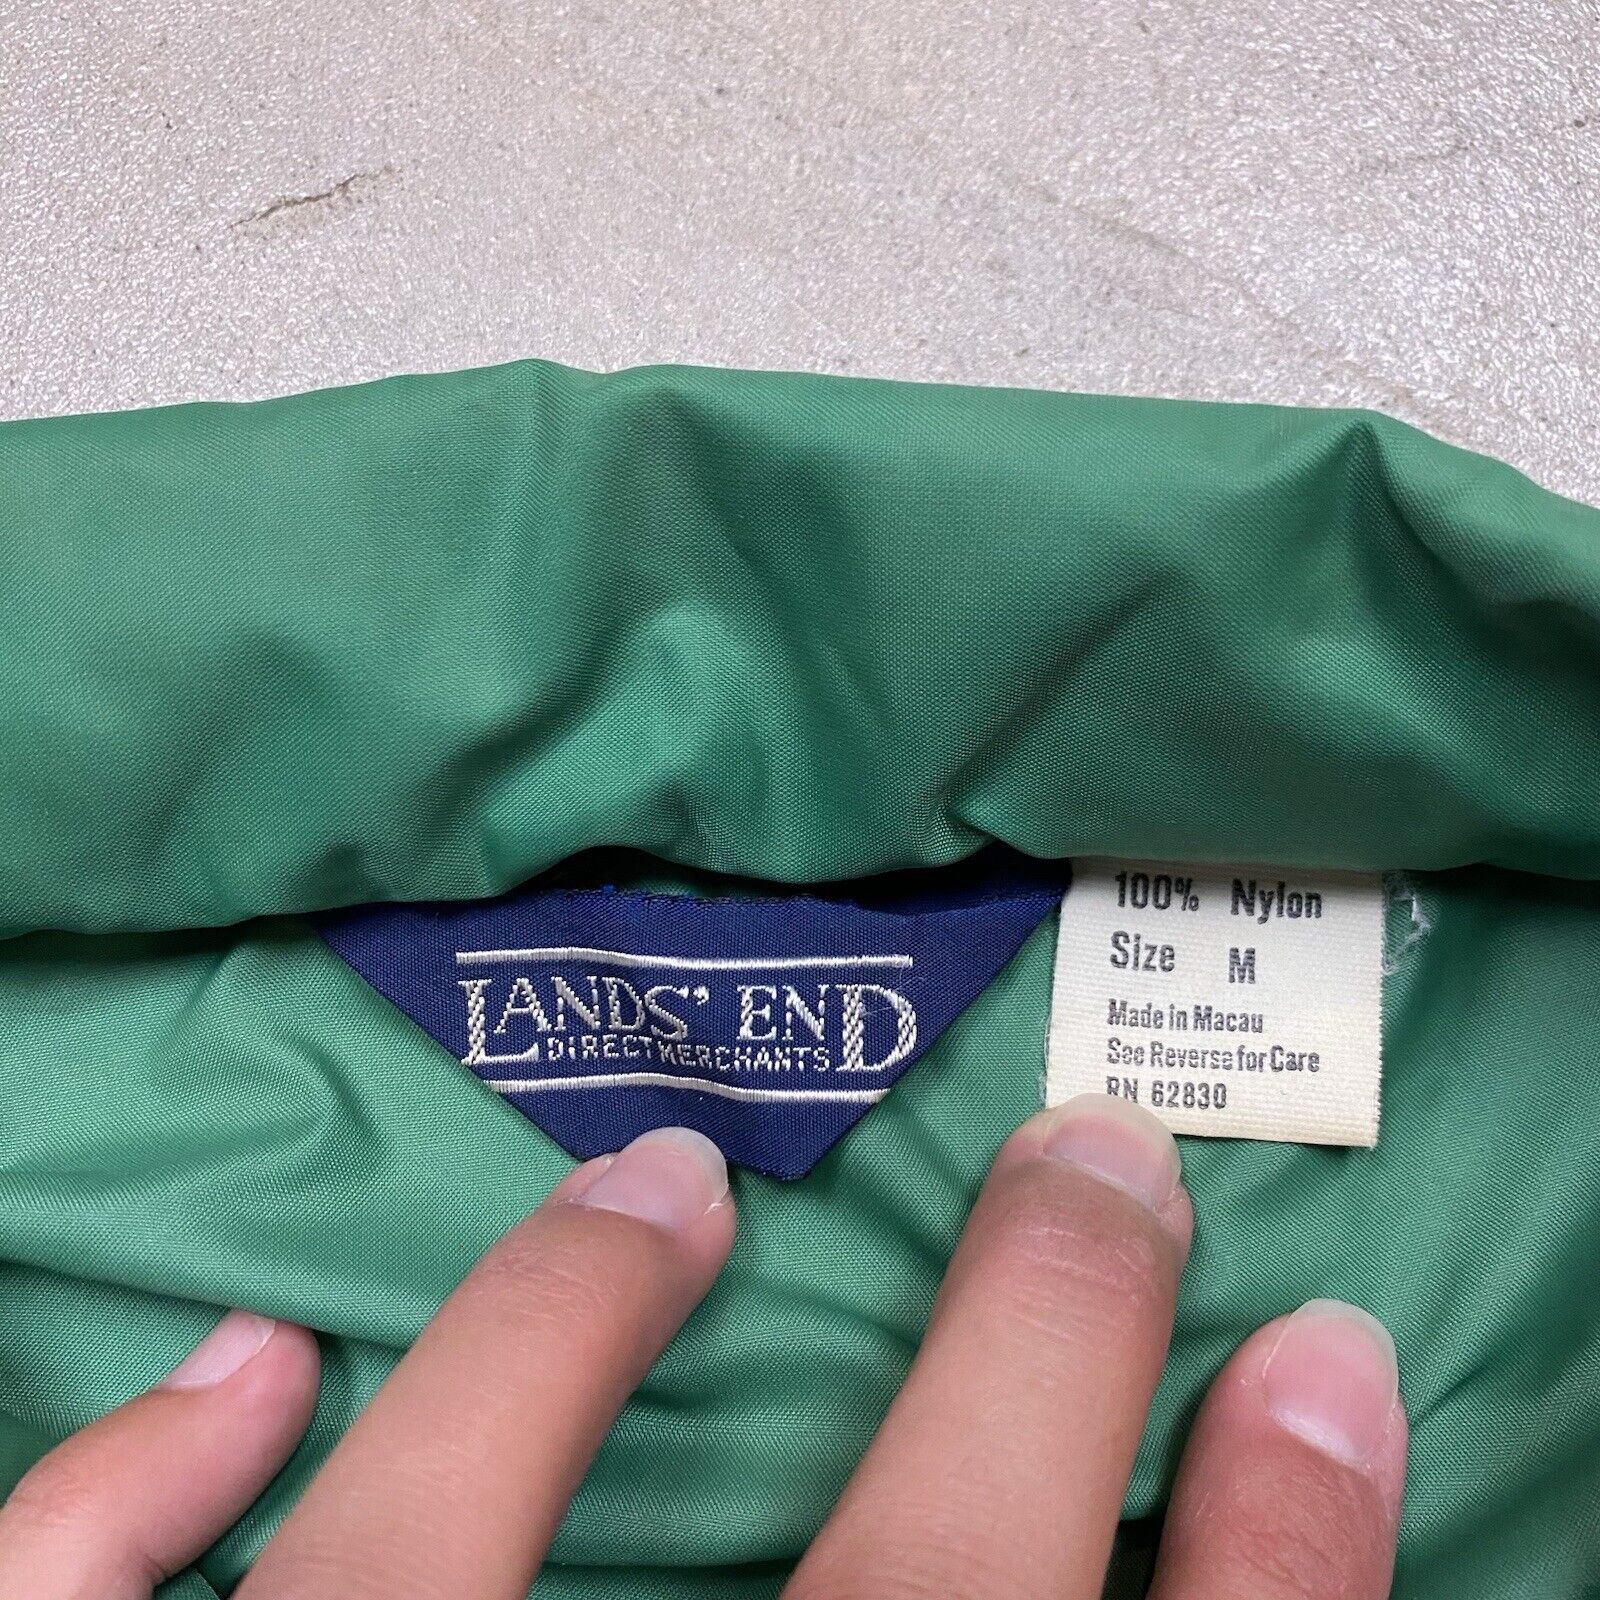 LANDS' END
DIRECT MERCHANTS
100% Nylon
Size M
Made in Macau
See Reverse for Care
RN 62830